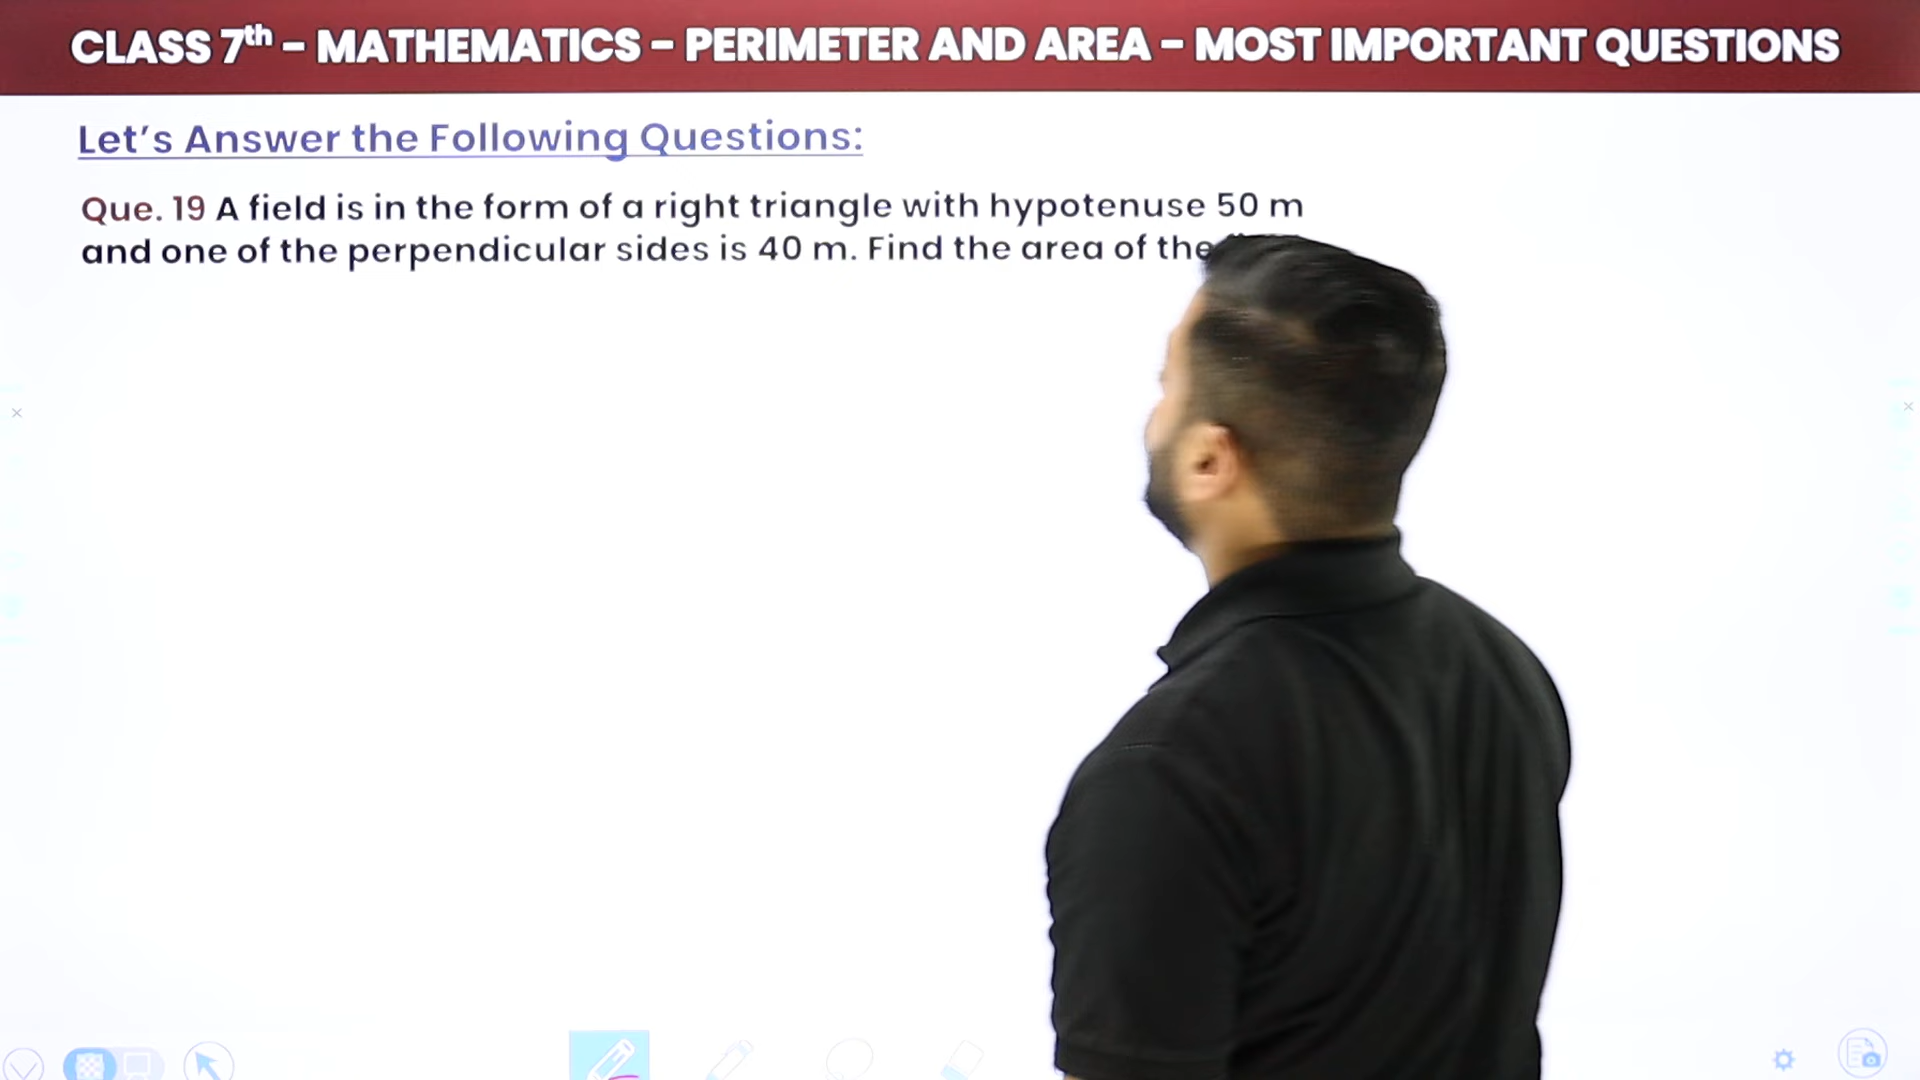 CLASS 7th – MATHEMATICS – PERIMETER AND AREA – MOST IMPORTANT QUESTIONS
Let's Answer the Following Questions:
Que. 19 A field is in the form of a right triangle with hypotenuse 50 m
and one of the perpendicular sides is 40 m. Find the area of the